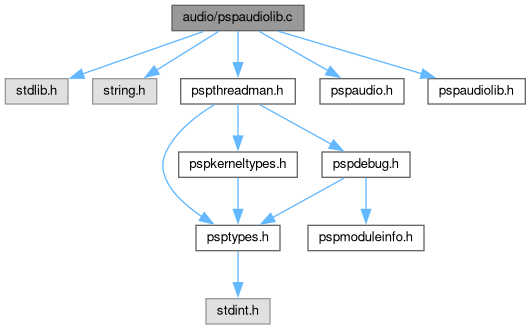 audio/pspaudiolib.c
stdlib.h
string.h
pspthreadman.h
pspaudio.h
pspaudiolib.h
pspkerneltypes.h
pspdebug.h
psptypes.h
pspmoduleinfo.h
stdint.h